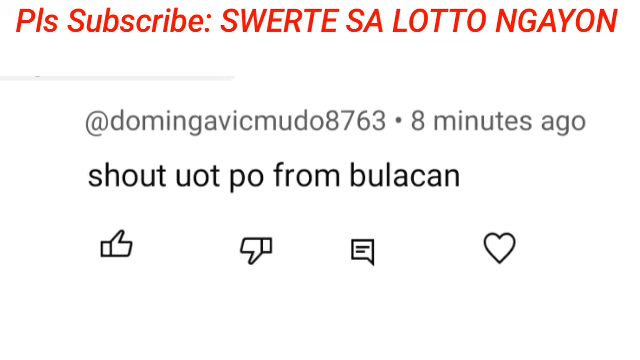 Pls Subscribe: SWERTE SA LOTTO NGAYON
@domingavicmudo8763 • 8 minutes ago
shout uot po from bulacan